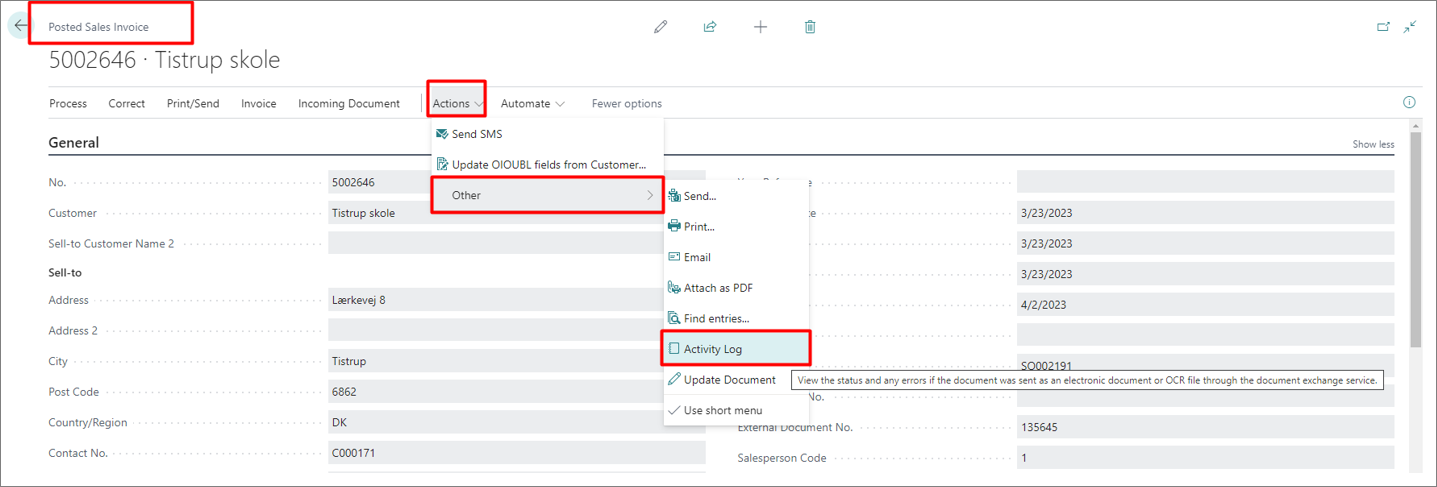 Posted Sales Invoice
5002646 · Tistrup skole
Process Correct Print/Send Invoice Incoming Document Actions Automate Fewer options
Send SMS
General Show less
Update OIOUBL fields from Customer...
No. 5002646
Other
Send...
Customer Tistrup skole 3/23/2023
Print...
Sell-to Customer Name 2 3/23/2023
Email
Sell-to 3/23/2023
Attach as PDF
Address Lærkevej 8 4/2/2023
Find entries...
Address 2
Activity Log
City Tistrup SO002191
Update Document View the status and any errors if the document was sent as an electronic document or OCR file through the document exchange service.
Post Code 6862 No.
Use short menu
Country/Region DK External Document No. 135645
Contact No. C000171 Salesperson Code 1